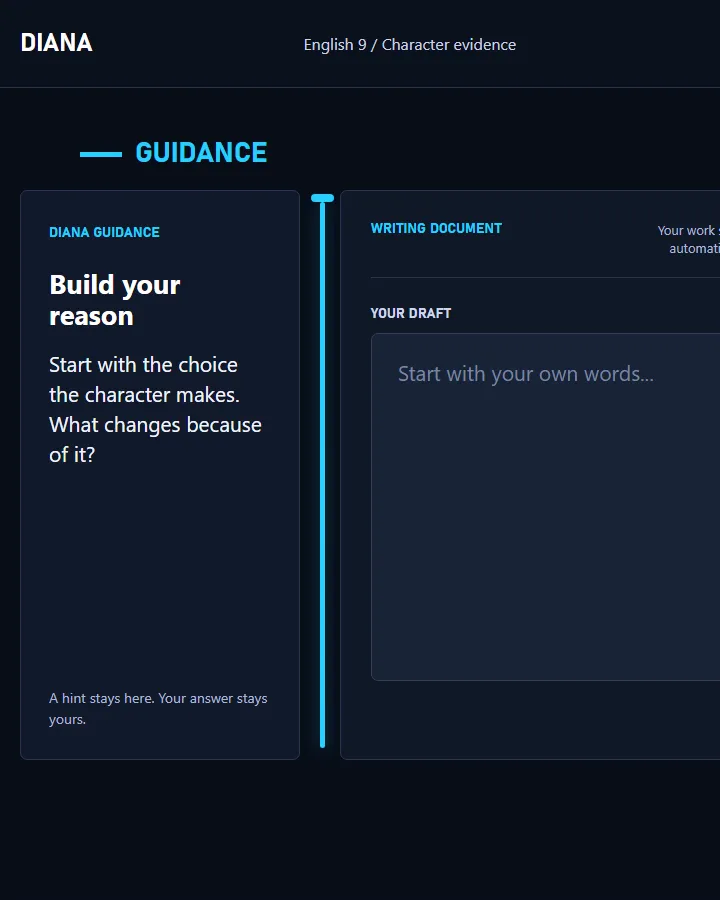 DIANA
English 9 / Character evidence
GUIDANCE
DIANA GUIDANCE
Build your
reason
Start with the choice
the character makes.
What changes because
of it?
A hint stays here. Your answer stays
yours.
WRITING DOCUMENT
Your work
YOUR DRAFT
Start with your own words...